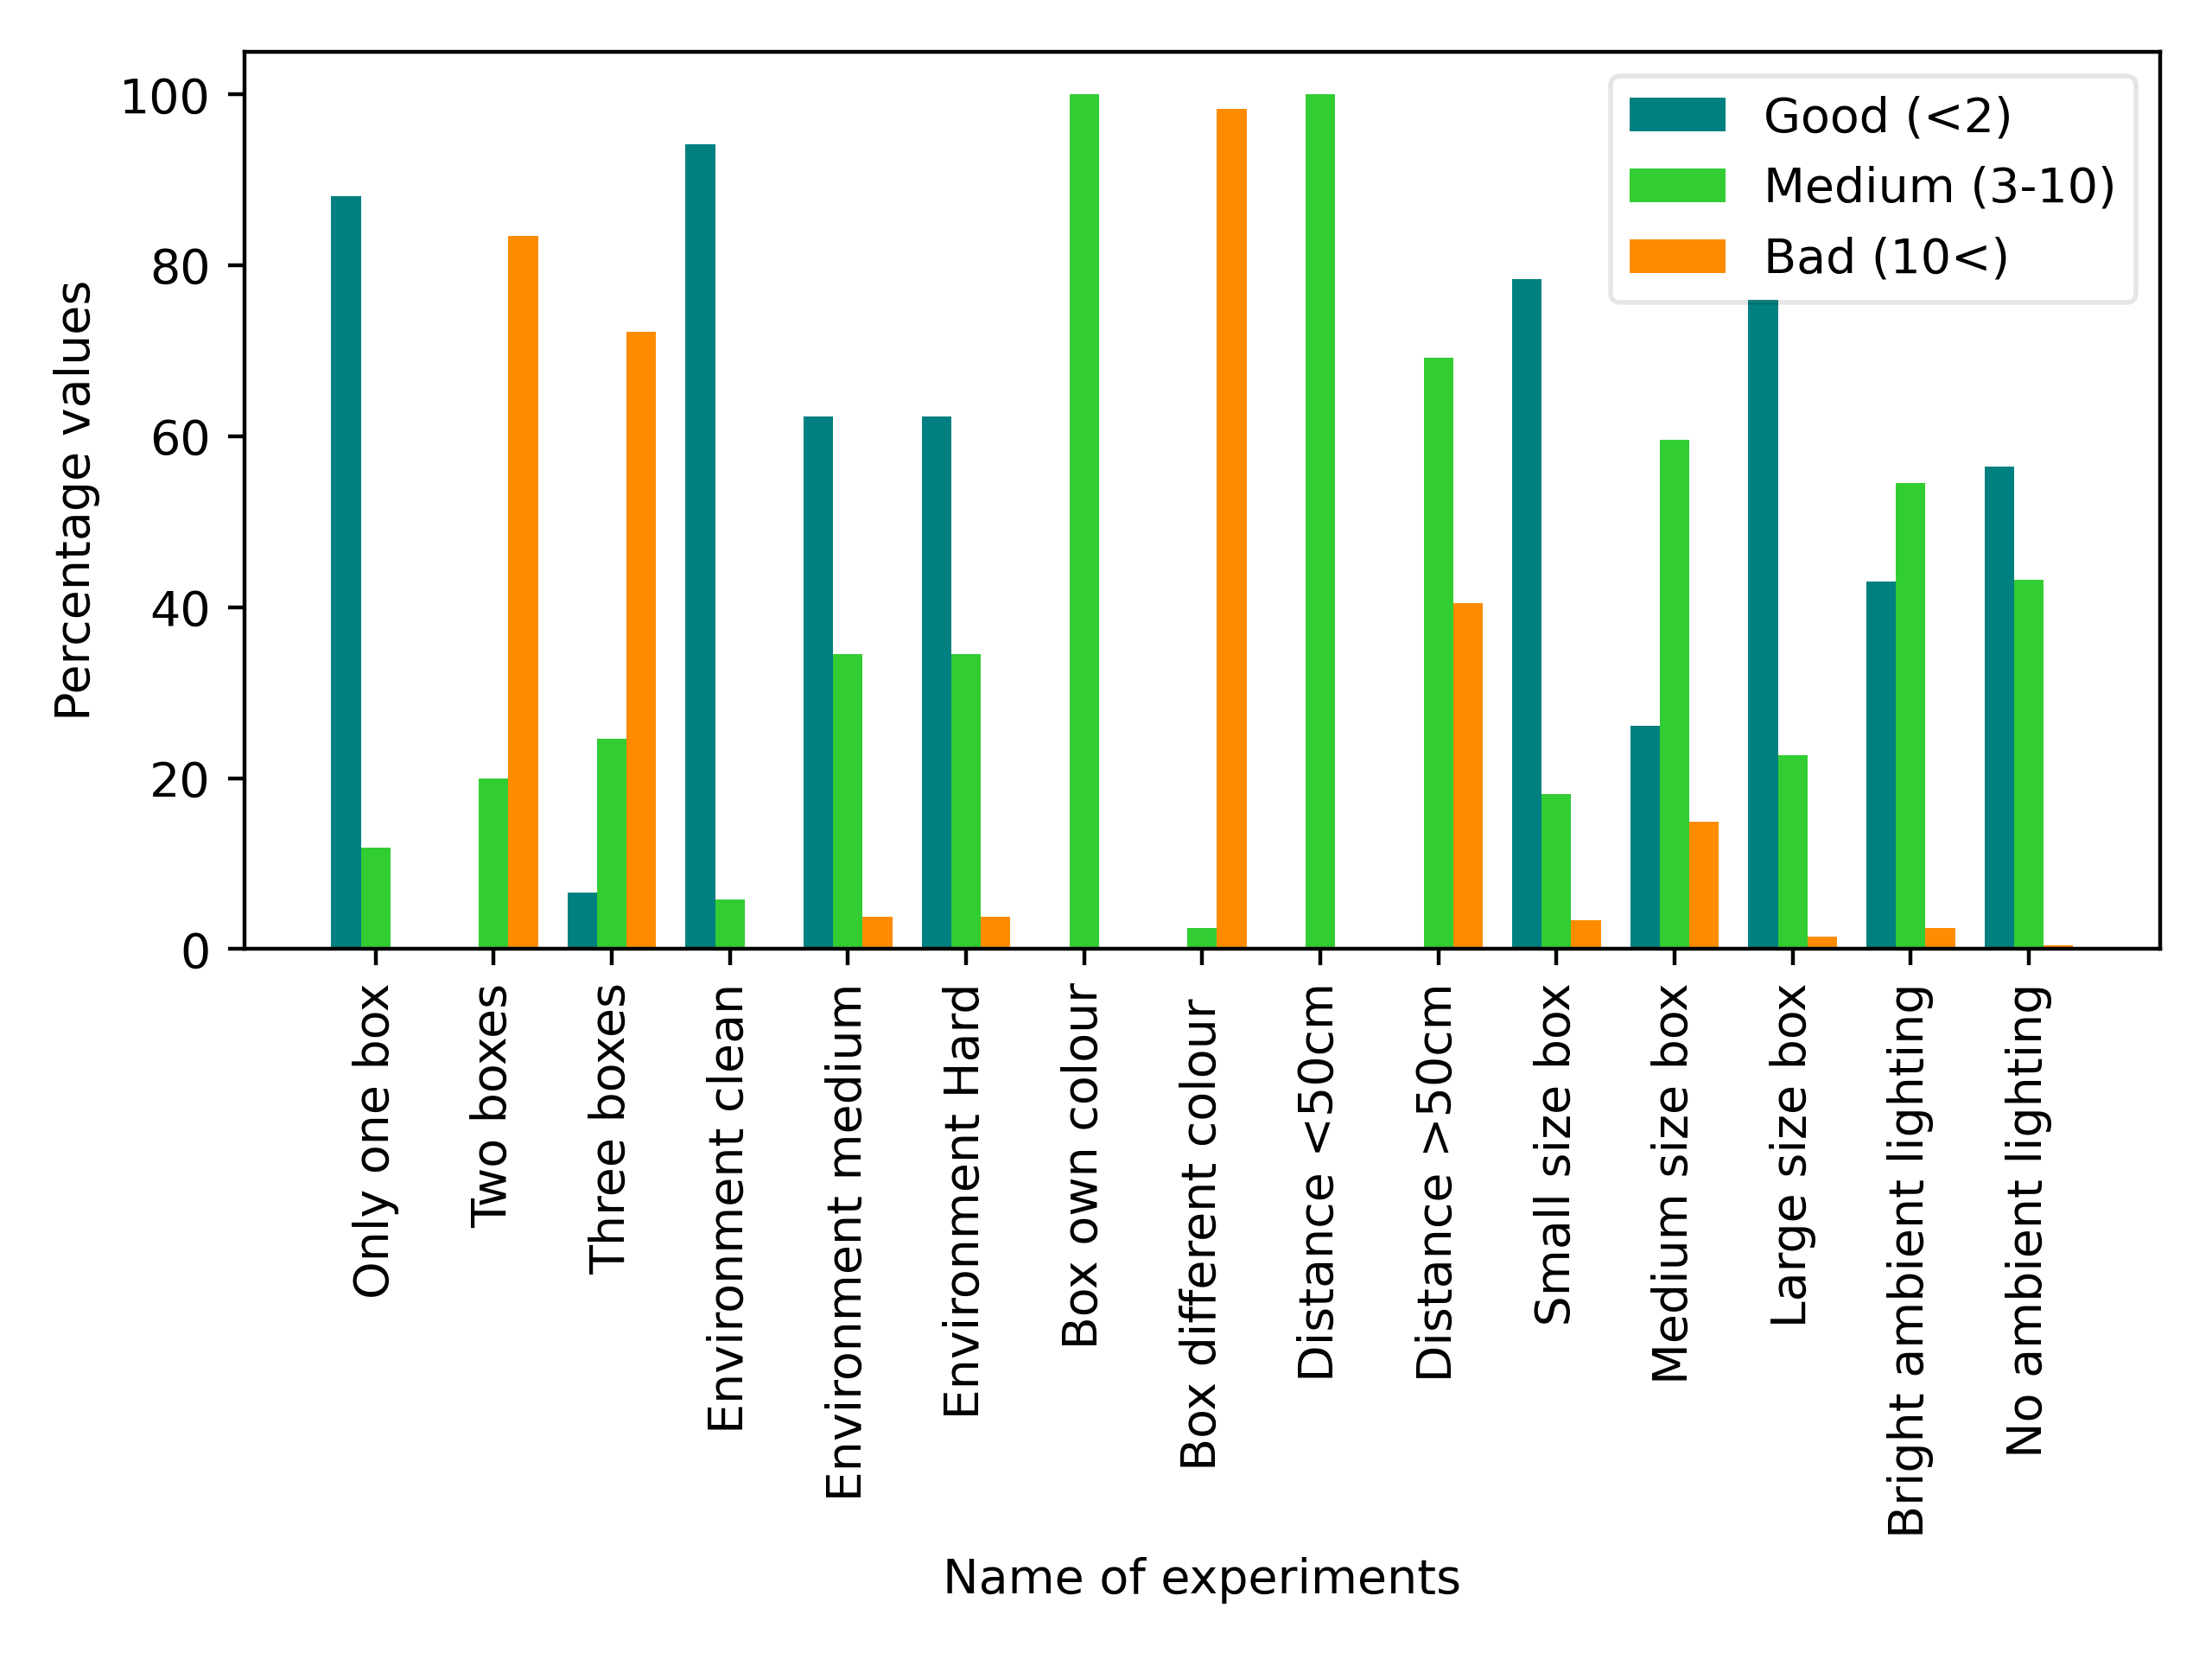 Good (<2)
Medium (3-10)
Bad (10<)
100
80
60
40
20
0
Percentage values
Only one box
Two boxes
Three boxes
Environment clean
Environment medium
Environment Hard
Box own colour
Box different colour
Distance <50cm
Distance >50cm
Small size box
Medium size box
Large size box
Bright ambient lighting
No ambient lighting
Name of experiments